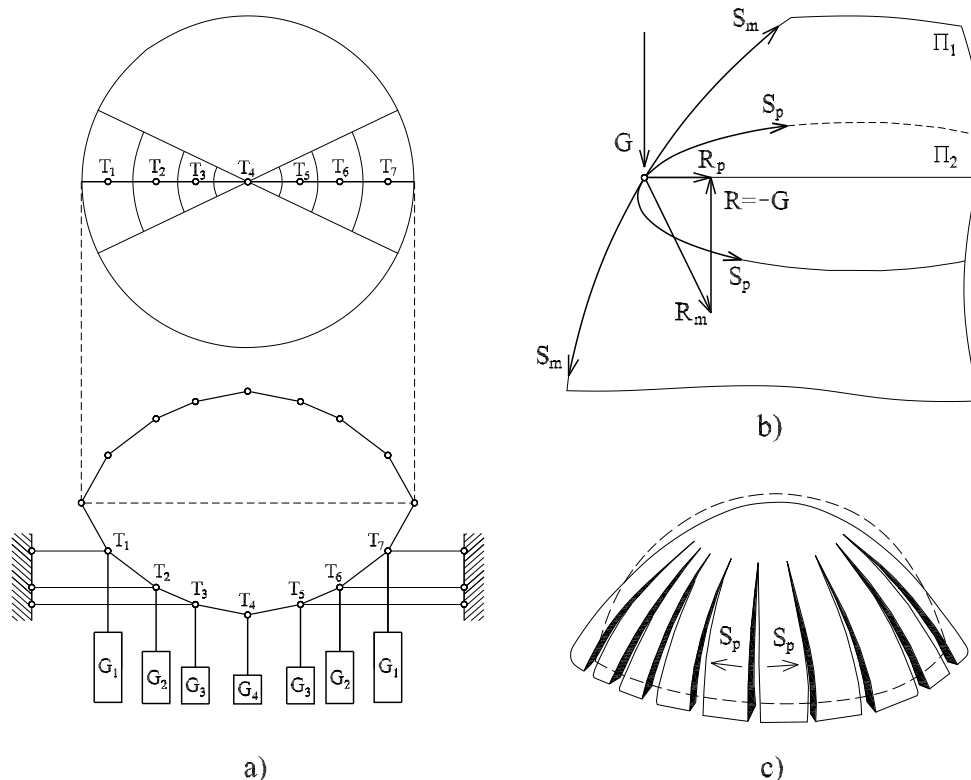 T1 T2 T3 T4 T5 T6 T7
T1 T7
T2 T6
T3 T4 T5
G1 G2 G3 G4 G3 G2 G1
a)
Sm
Π1
Sp
G
Rp
Π2
R=-G
Sp
Rm
Sm
b)
Sp Sp
c)